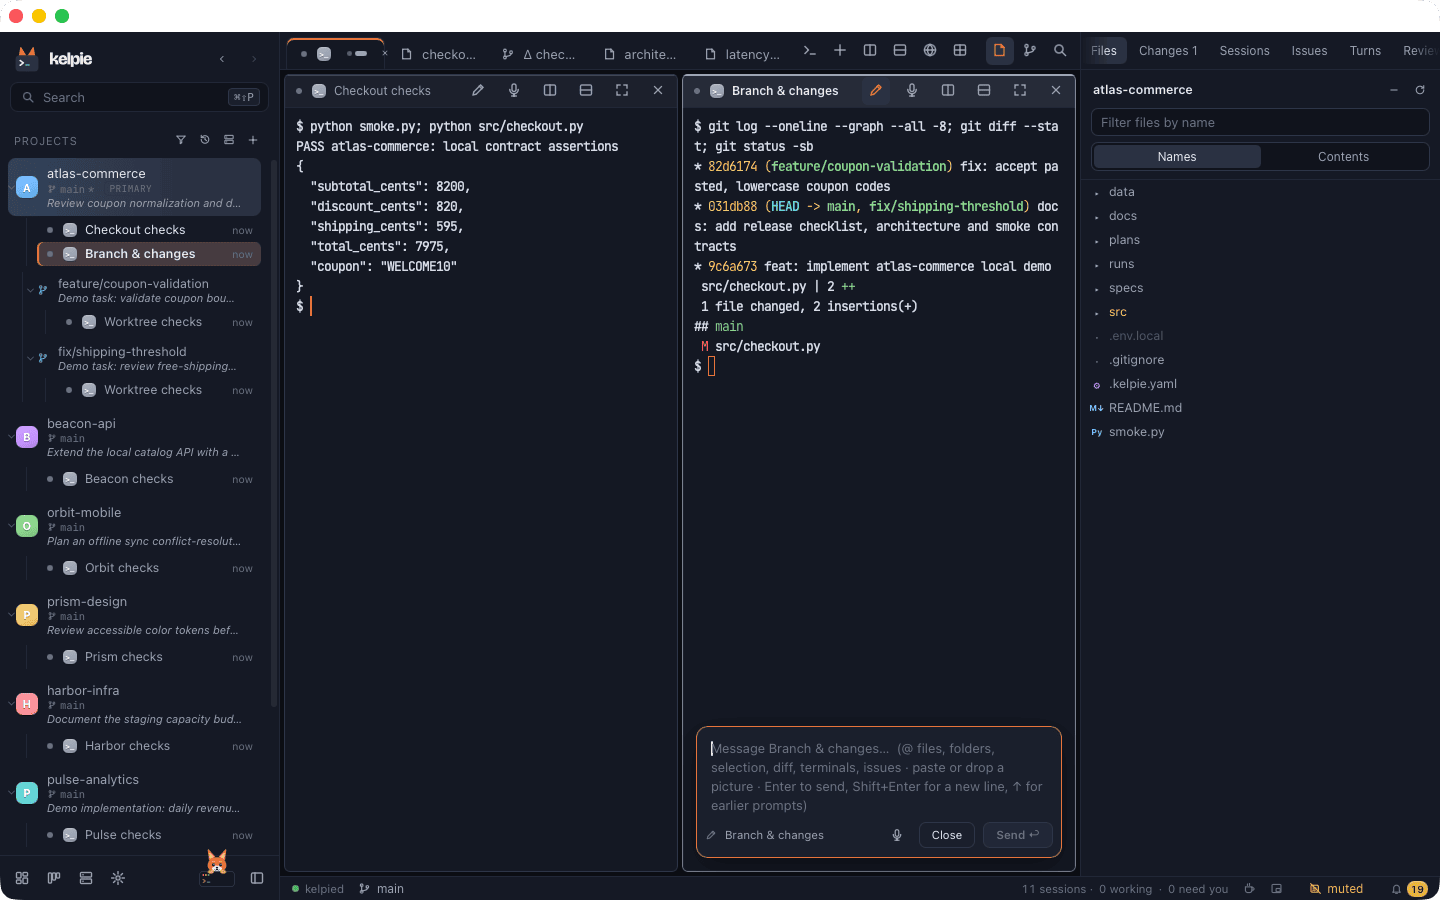 kelpie
Search
⌘⇧P
PROJECTS
A
atlas-commerce
main *
PRIMARY
Review coupon normalization and d...
Checkout checks
now
Branch & changes
now
feature/coupon-validation
Demo task: validate coupon bou...
Worktree checks
now
fix/shipping-threshold
Demo task: review free-shipping...
Worktree checks
now
B
beacon-api
main
Extend the local catalog API with a ...
Beacon checks
now
O
orbit-mobile
main
Plan an offline sync conflict-resolut...
Orbit checks
now
P
prism-design
main
Review accessible color tokens bef...
Prism checks
now
H
harbor-infra
main
Document the staging capacity bud...
Harbor checks
now
P
pulse-analytics
main
Demo implementation: daily revenu...
Pulse checks
now
checko...
Δ chec...
archite...
latency...
Checkout checks
$ python smoke.py; python src/checkout.py
PASS atlas-commerce: local contract assertions
{
"subtotal_cents": 8200,
"discount_cents": 820,
"shipping_cents": 595,
"total_cents": 7975,
"coupon": "WELCOME10"
}
$
Branch & changes
$ git log --oneline --graph --all -8; git diff --sta
t; git status -sb
* 82d6174 (feature/coupon-validation) fix: accept pa
sted, lowercase coupon codes
* 031db88 (HEAD -> main, fix/shipping-threshold) doc
s: add release checklist, architecture and smoke con
tracts
* 9c6a673 feat: implement atlas-commerce local demo
src/checkout.py | 2 ++
1 file changed, 2 insertions(+)
## main
M src/checkout.py
$
Message Branch & changes... (@ files, folders,
selection, diff, terminals, issues · paste or drop a
picture · Enter to send, Shift+Enter for a new line, ↑ for
earlier prompts)
Branch & changes
Close
Send ⏎
Files
Changes 1
Sessions
Issues
Turns
Review
atlas-commerce
Filter files by name
Names
Contents
data
docs
plans
runs
specs
src
.env.local
.gitignore
.kelpie.yaml
M↓ README.md
Py smoke.py
kelpied
main
11 sessions · 0 working · 0 need you
muted
19